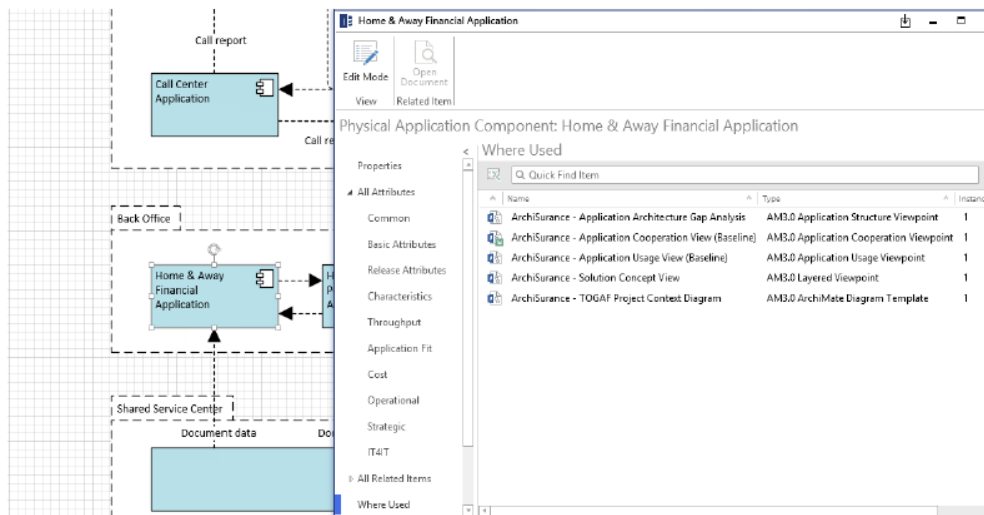 Call report
Call Center
Application
Call re
Back Office
Home & Away
Financial
Application
H
P
A
Shared Service Center
Document data
Do
Home & Away Financial Application
Edit Mode
Open
Document
View
Related Item
Physical Application Component: Home & Away Financial Application
Properties
All Attributes
Common
Basic Attributes
Release Attributes
Characteristics
Throughput
Application Fit
Cost
Operational
Strategic
IT4IT
All Related Items
Where Used
Where Used
Quick Find Item
Name Type Instanc
ArchiSurance - Application Architecture Gap Analysis AM3.0 Application Structure Viewpoint 1
ArchiSurance - Application Cooperation View (Baseline) AM3.0 Application Cooperation Viewpoint 1
ArchiSurance - Application Usage View (Baseline) AM3.0 Application Usage Viewpoint 1
ArchiSurance - Solution Concept View AM3.0 Layered Viewpoint 1
ArchiSurance - TOGAF Project Context Diagram AM3.0 ArchiMate Diagram Template 1